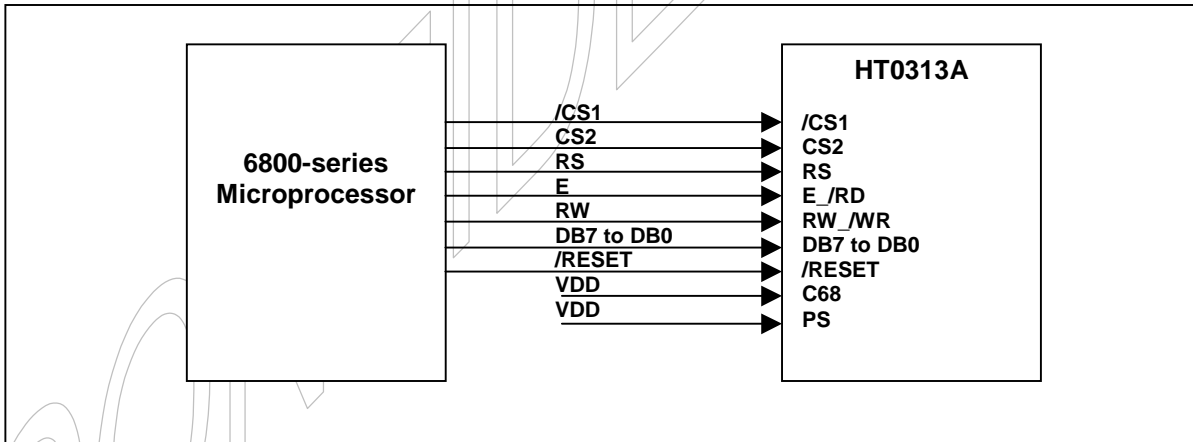 HT0313A
6800-series
Microprocessor
/CS1
CS2
RS
E
RW
DB7 to DB0
/RESET
VDD
VDD
/CS1
CS2
RS
E_/RD
RW_/WR
DB7 to DB0
/RESET
C68
PS